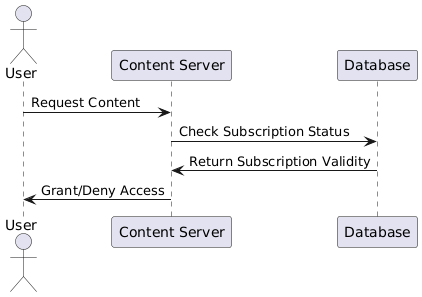 User
Content Server
Database
Request Content
Check Subscription Status
Return Subscription Validity
Grant/Deny Access
User
Content Server
Database